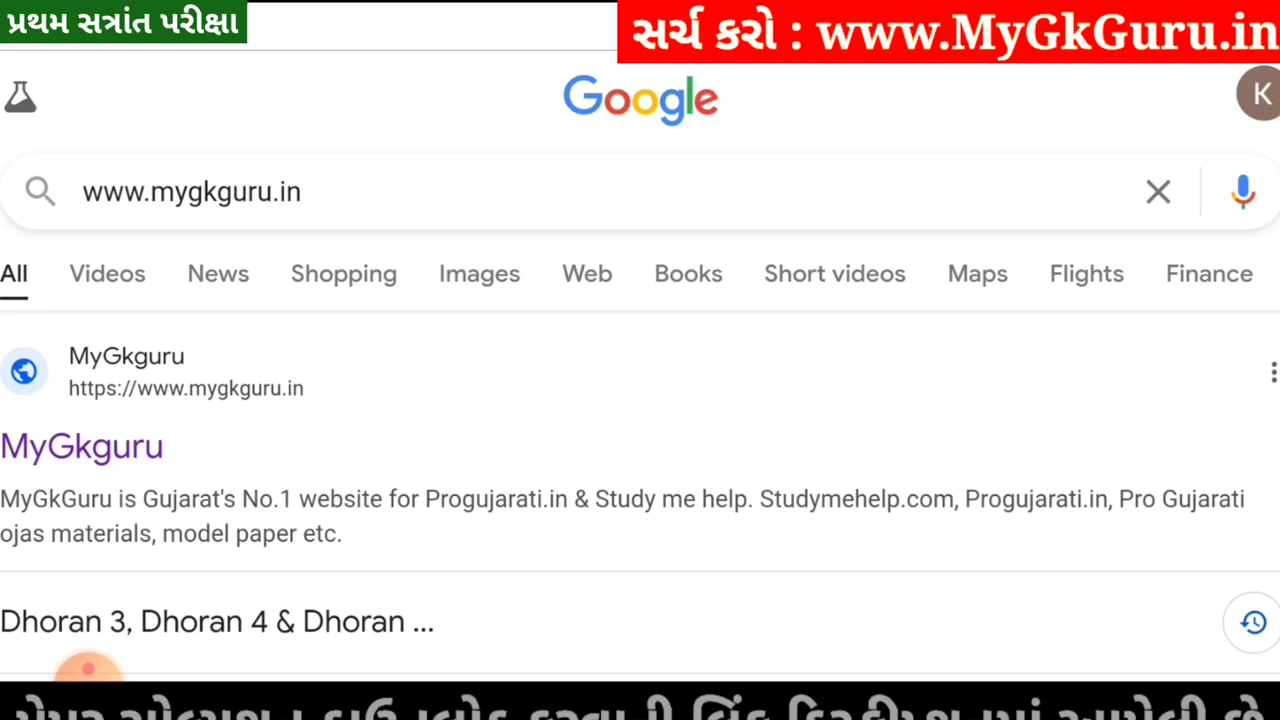 પ્રથમ સત્રાંત પરીક્ષા
સર્ચ કરો : www.MyGkGuru.in
Google
K
www.mygkguru.in
All Videos News Shopping Images Web Books Short videos Maps Flights Finance
MyGkguru
https://www.mygkguru.in
MyGkguru
MyGkGuru is Gujarat's No.1 website for Progujarati.in & Study me help. Studymehelp.com, Progujarati.in, Pro Gujarati
ojas materials, model paper etc.
Dhoran 3, Dhoran 4 & Dhoran ...